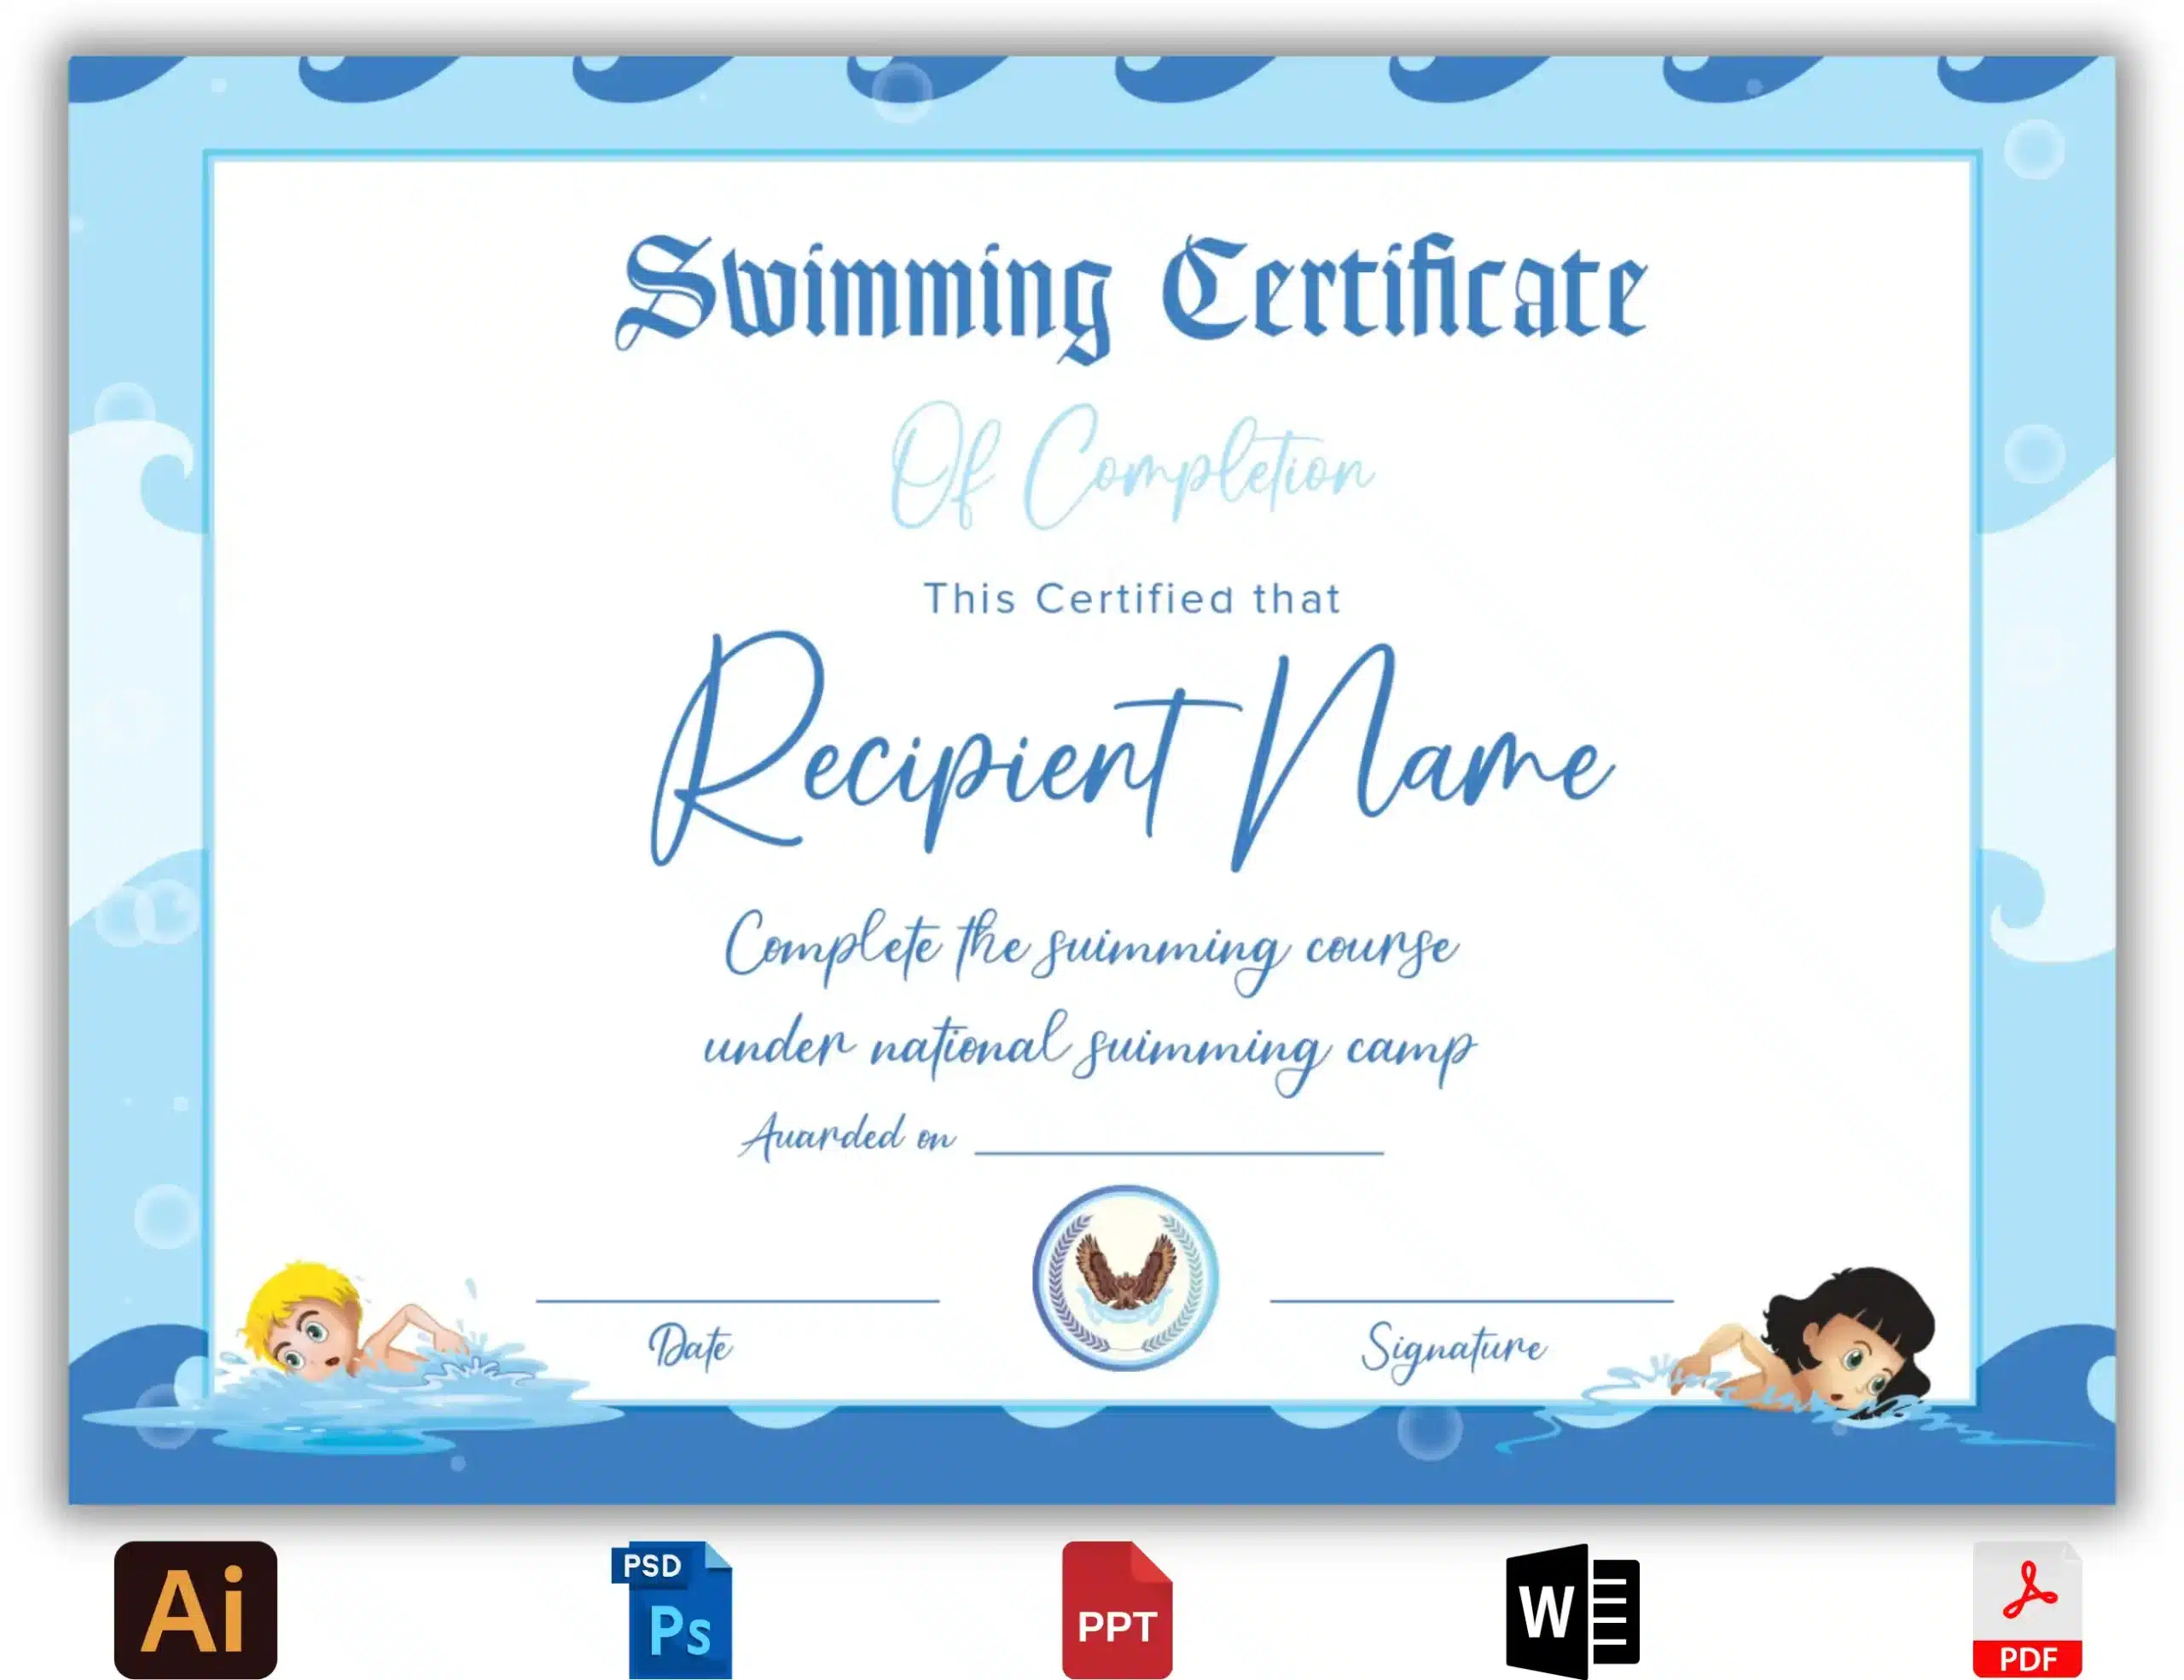 Swimming Certificate
Of Completion
This Certified that
Recipient Name
Complete the swimming course
under national swimming camp
Awarded on
Date
Signature
Ai
PSD
Ps
PPT
W
PDF